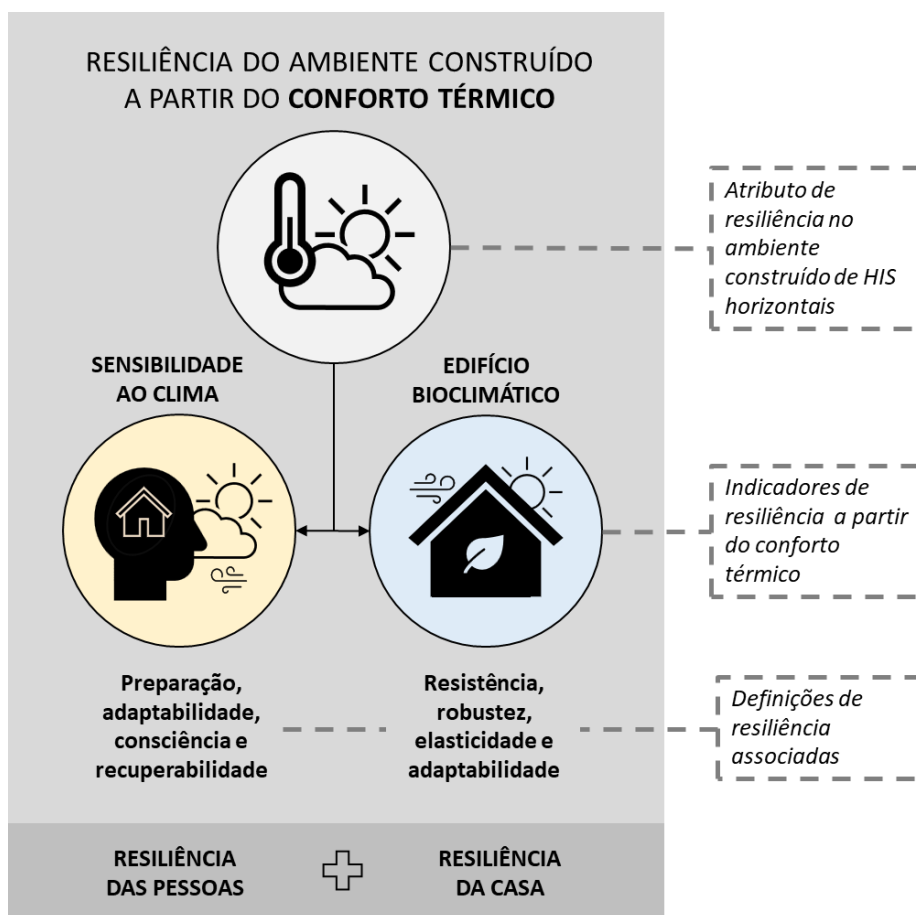 RESILIÊNCIA DO AMBIENTE CONSTRUÍDO
A PARTIR DO CONFORTO TÉRMICO
Atributo de
resiliência no
ambiente
construído de HIS
horizontais
SENSIBILIDADE
AO CLIMA
EDIFÍCIO
BIOCLIMÁTICO
Indicadores de
resiliência a partir
do conforto
térmico
Preparação,
adaptabilidade,
consciência e
recuperabilidade
Resistência,
robustez,
elasticidade e
adaptabilidade
Definições de
resiliência
associadas
RESILIÊNCIA
DAS PESSOAS
RESILIÊNCIA
DA CASA